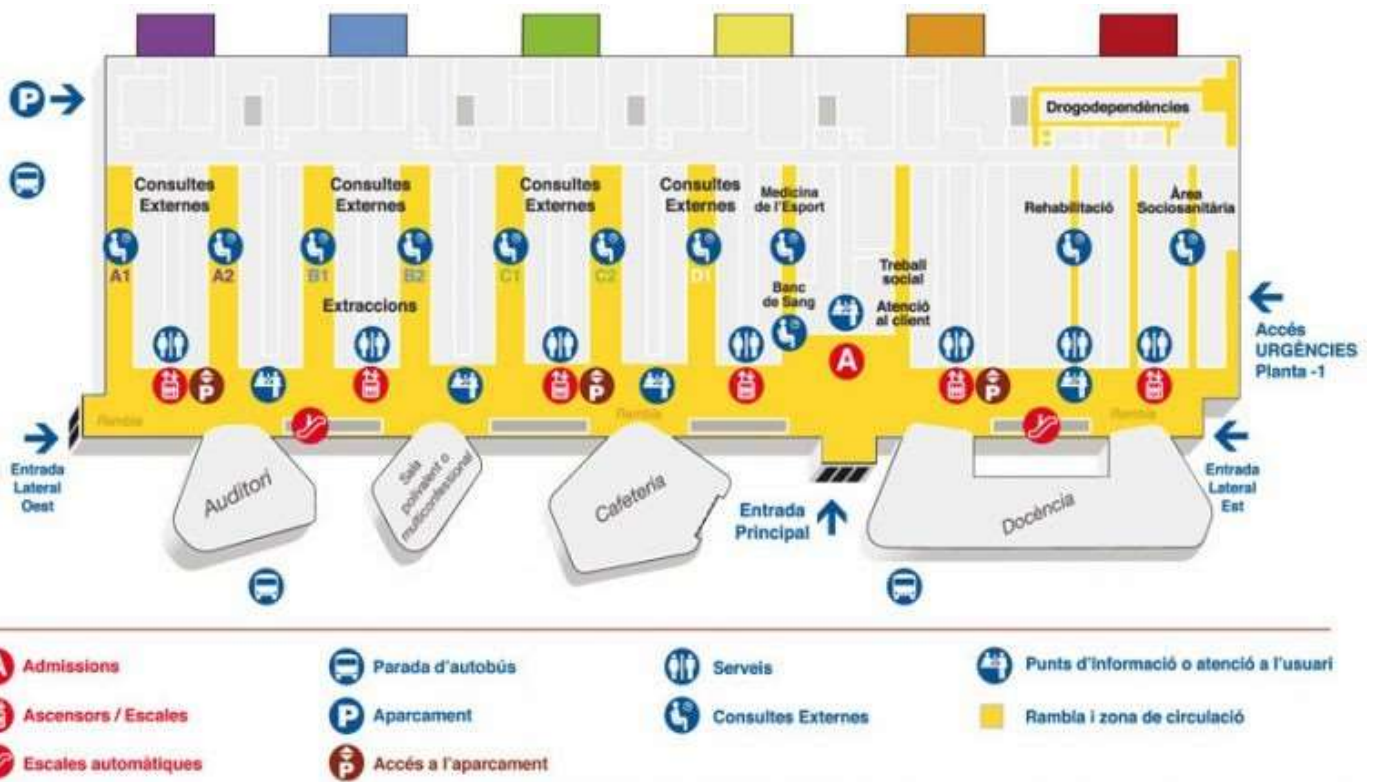 P
Drogodependències
Consultes
Externes
Consultes
Externes
Consultes
Externes
Consultes
Externes
Medicina
de l'Esport
Rehabilitació
Àrea
Sociosanitària
A1
A2
B1
B2
C1
C2
D1
Extraccions
Banc
de Sang
Treball
social
Atenció
al client
A
Accés
URGÈNCIES
Planta -1
P
P
P
Rambla
Rambla
Rambla
Entrada
Lateral
Oest
Auditori
Sala
polivalent o
multiconfessional
Cafeteria
Entrada
Principal
Docència
Entrada
Lateral
Est
A Admissions
Parada d'autobús
Serveis
Punts d'Informació o atenció a l'usuari
Ascensors / Escales
P Aparcament
Consultes Externes
Rambla i zona de circulació
Escales automàtiques
P Accés a l'aparcament